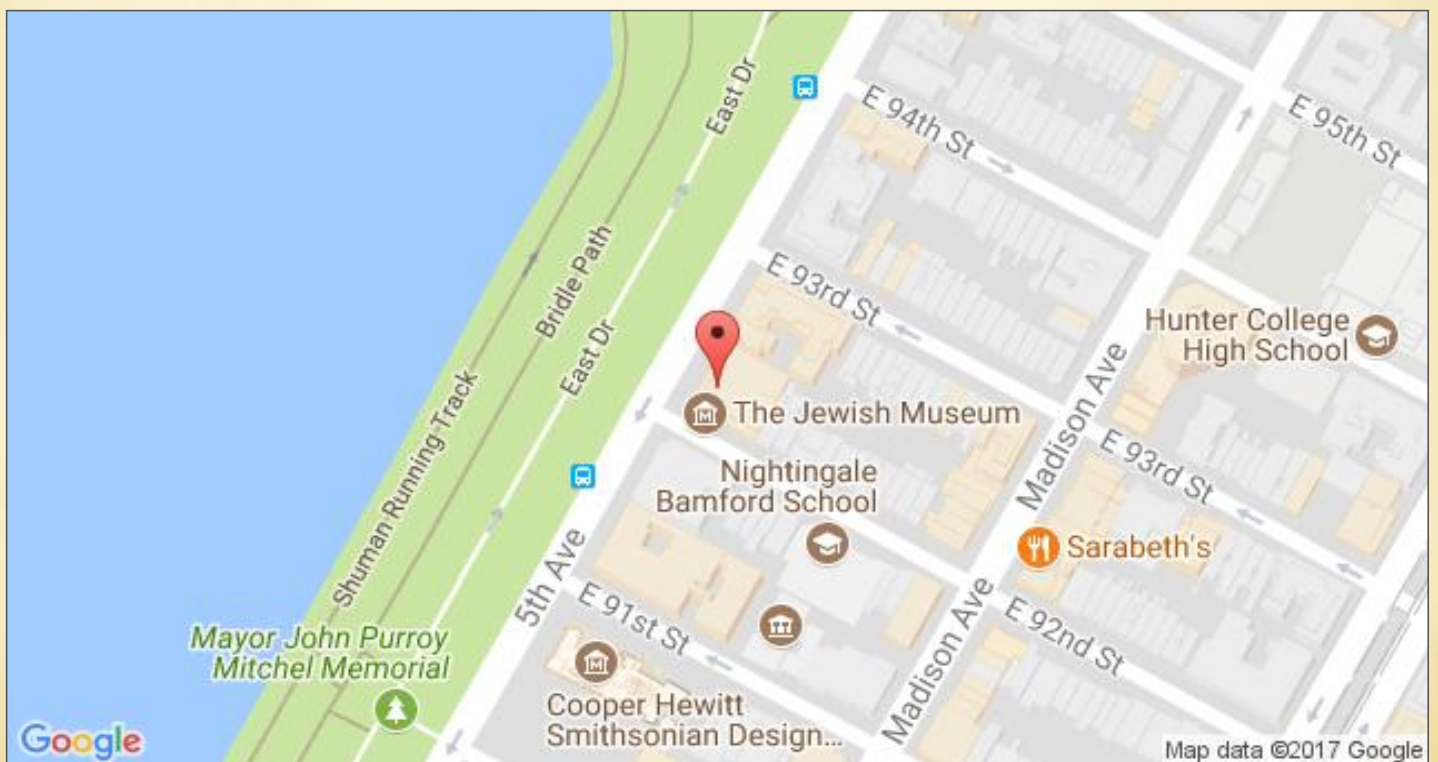 East Dr
E 94th St
E 95th St
Bridle Path
E 93rd St
Hunter College
High School
East Dr
The Jewish Museum
Madison Ave
Shuman Running Track
Nightingale
Bamford School
E 93rd St
Sarabeth's
5th Ave
E 91st St
Madison Ave
E 92nd St
Mayor John Purroy
Mitchel Memorial
Cooper Hewitt
Smithsonian Design...
Google
Map data ©2017 Google